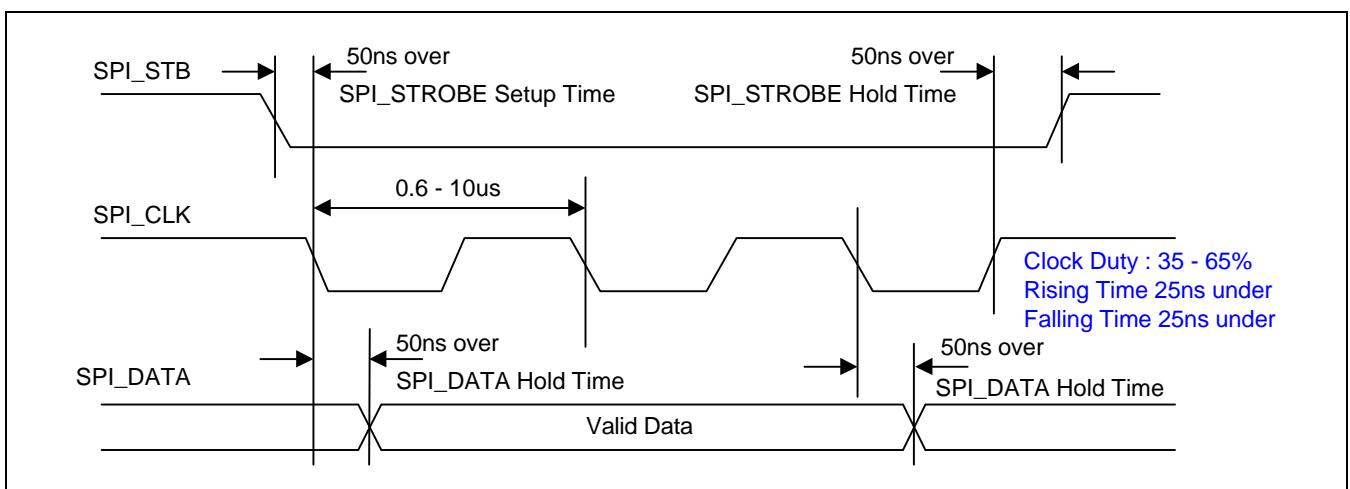 50ns over
50ns over
SPI_STB
SPI_STROBE Setup Time
SPI_STROBE Hold Time
0.6 - 10us
SPI_CLK
Clock Duty : 35 - 65%
Rising Time 25ns under
Falling Time 25ns under
50ns over
50ns over
SPI_DATA
SPI_DATA Hold Time
SPI_DATA Hold Time
Valid Data